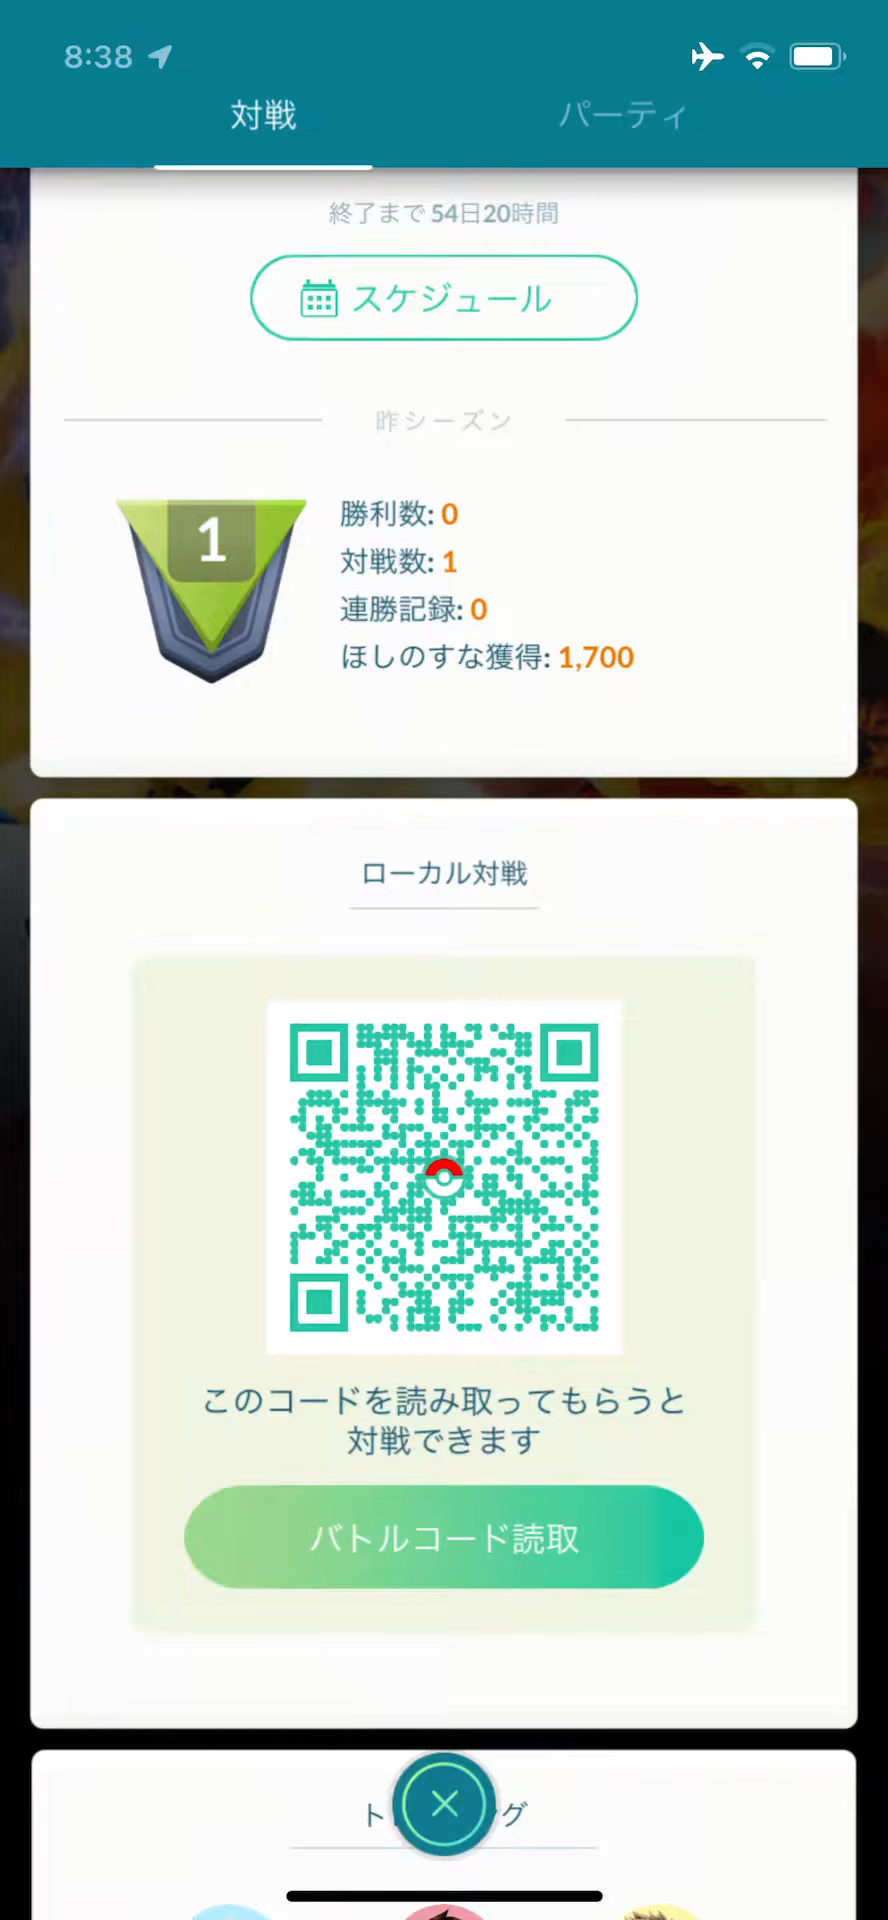 8:38
対戦
パーティ
終了まで 54日20時間
スケジュール
昨シーズン
1
勝利数: 0
対戦数: 1
連勝記録: 0
ほしのすな獲得: 1,700
ローカル対戦
このコードを読み取ってもらうと
対戦できます
バトルコード読取